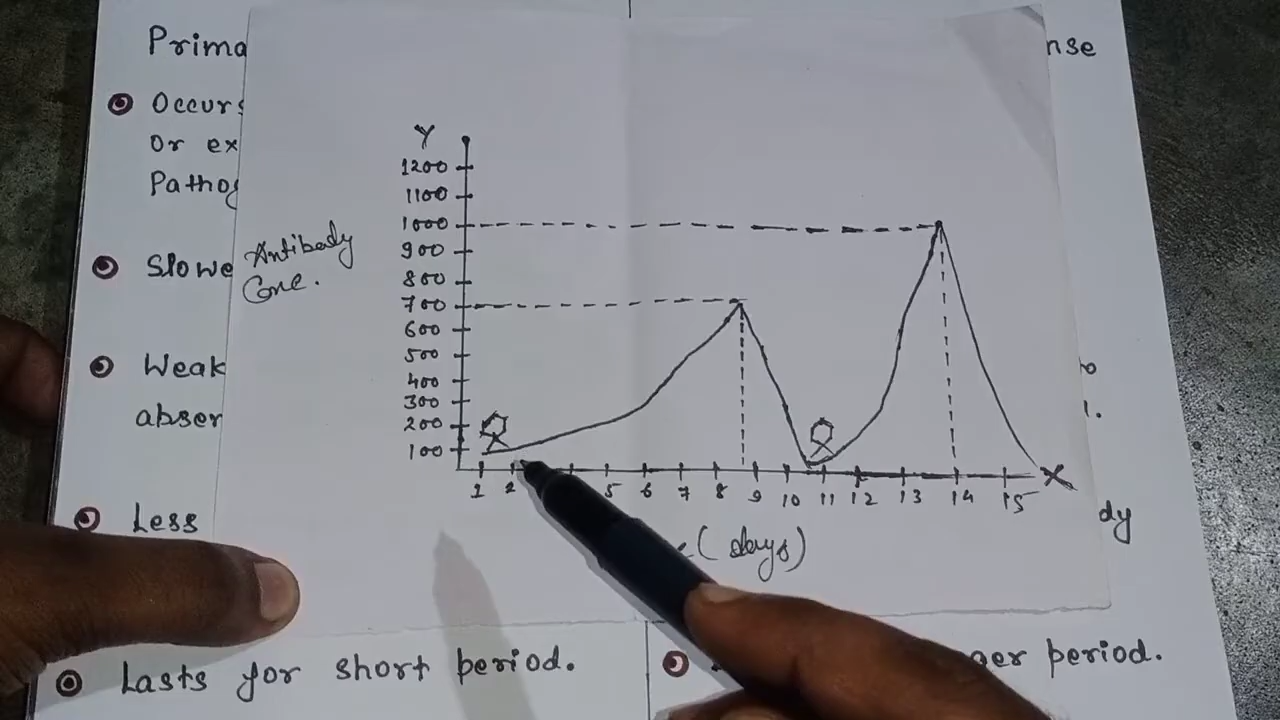 Prima
nse
Occurs
or ex
Pathog
Slowe
Weak
absen
Less
dy
Lasts for short period.
ger period.
Y
1200
1100
1000
900
800
700
600
500
400
300
200
100
Antibody
Conc.
1 2 5 6 7 8 9 10 11 12 13 14 15 X
(days)